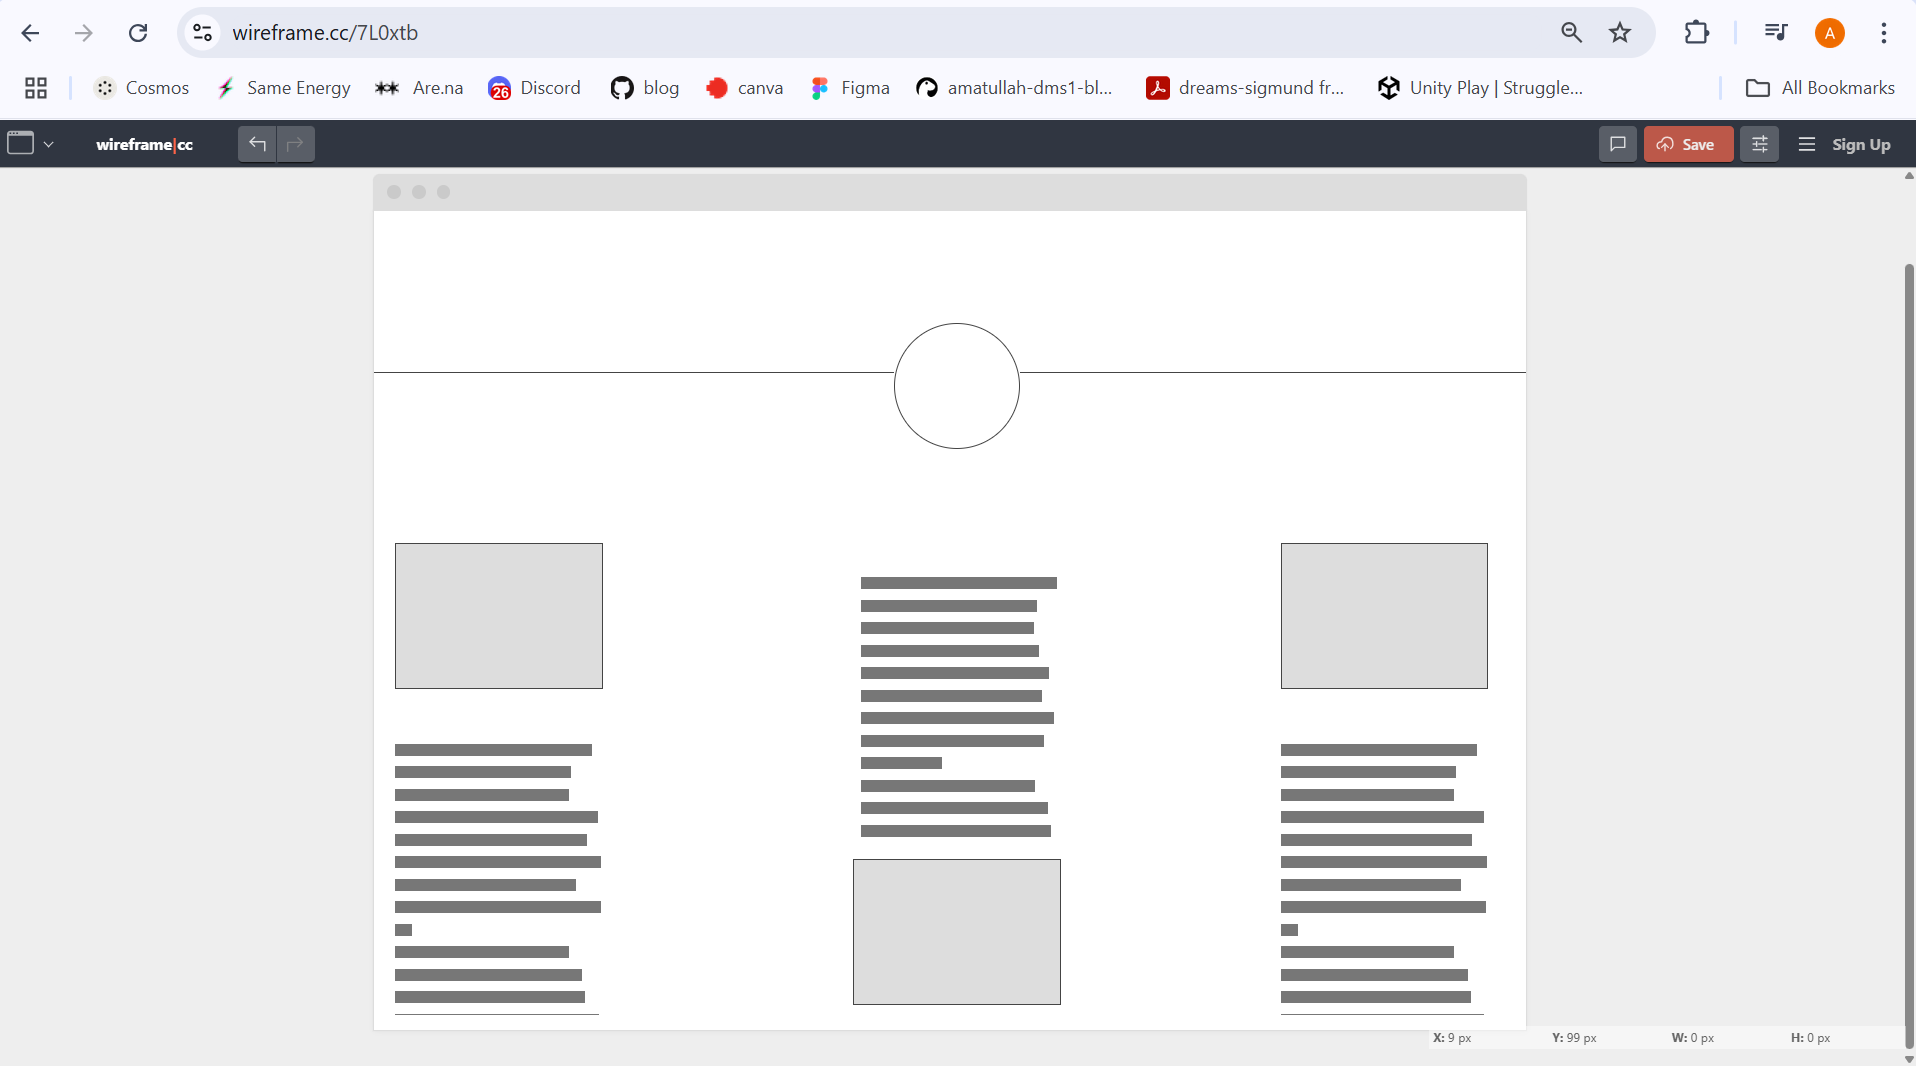 wireframe.cc/7L0xtb
A
Cosmos
Same Energy
Are.na
26
Discord
blog
canva
Figma
amatullah-dms1-bl...
dreams-sigmund fr...
Unity Play | Struggle...
All Bookmarks
wireframe|cc
Save
Sign Up
X: 9 px Y: 99 px W: 0 px H: 0 px